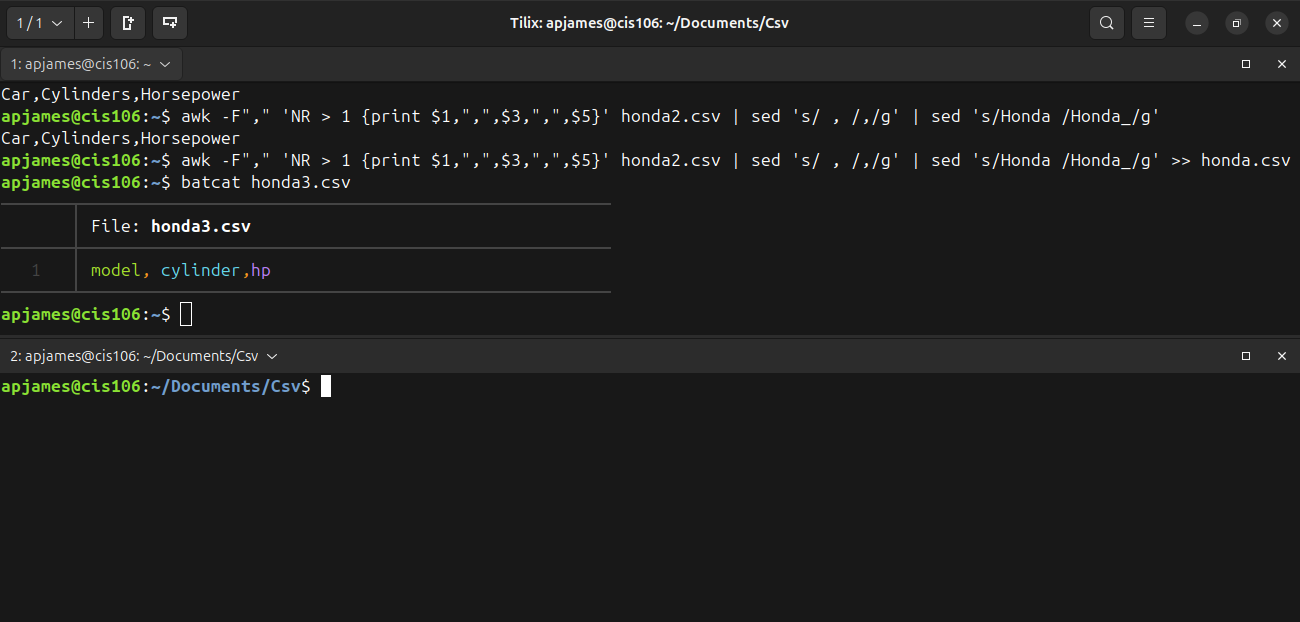 1 / 1
Tilix: apjames@cis106: ~/Documents/Csv
1: apjames@cis106: ~
Car,Cylinders,Horsepower
apjames@cis106:~$ awk -F"," 'NR > 1 {print $1,",",$3,",",$5}' honda2.csv | sed 's/ , /,/g' | sed 's/Honda /Honda_/g'
Car,Cylinders,Horsepower
apjames@cis106:~$ awk -F"," 'NR > 1 {print $1,",",$3,",",$5}' honda2.csv | sed 's/ , /,/g' | sed 's/Honda /Honda_/g' >> honda.csv
apjames@cis106:~$ batcat honda3.csv
File: honda3.csv
1 model, cylinder,hp
apjames@cis106:~$
2: apjames@cis106: ~/Documents/Csv
apjames@cis106:~/Documents/Csv$